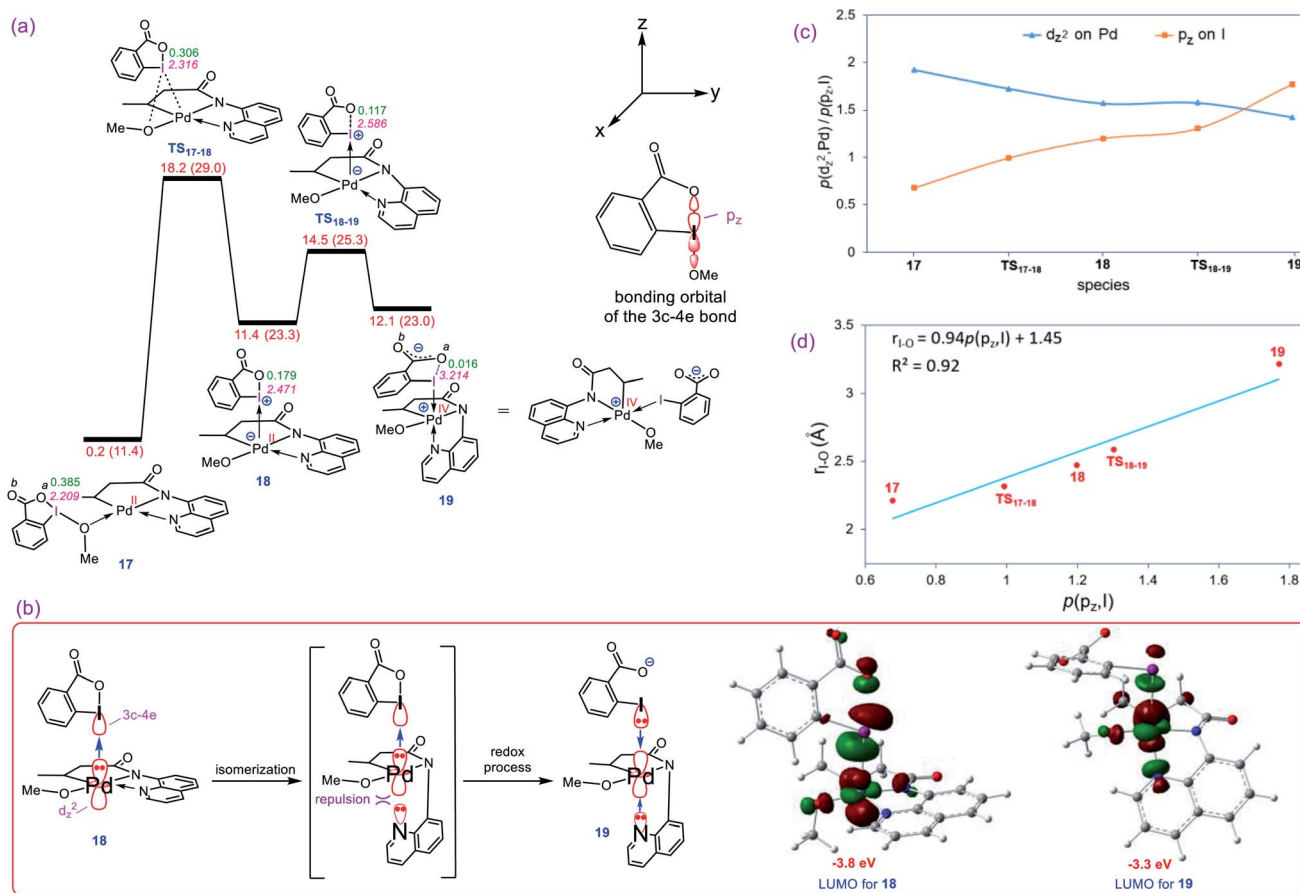 (a)
O
O
I
0.306
2.316
O
N
Pd
N
MeO
TS17-18
18.2 (29.0)
O
O
0.117
I
2.586
⊕
O
N
⊖
Pd
MeO
N
TS18-19
14.5 (25.3)
z
y
x
O
O
I
pz
OMe
bonding orbital
of the 3c-4e bond
11.4 (23.3)
12.1 (23.0)
O
O
0.179
I
2.471
⊕
O
N
⊖
Pd
II
MeO
N
18
b
O
⊖
a
O
0.016
I
3.214
O
⊕
IV
Pd
N
MeO
N
19
=
O
N
⊕
IV
Pd
N
I
O
⊖
O
O
Me
0.2 (11.4)
b
O
a
O
0.385
2.209
I
O
Me
II
Pd
O
N
N
17
(b)
O
O
I
3c-4e
O
Pd
N
MeO
N
dz2
18
isomerization
O
O
I
O
MeO
Pd
N
repulsion
N
redox
process
O
O
⊖
I
O
MeO
Pd
N
N
19
-3.8 eV
LUMO for 18
-3.3 eV
LUMO for 19
(c)
dz2 on Pd
pz on I
p(dz2,Pd) / p(pz,I)
2.5
2
1.5
1
0.5
0
17
TS17-18
18
TS18-19
19
species
(d)
rI-O = 0.94p(pz,I) + 1.45
R2 = 0.92
rI-O (Å)
3.5
3
2.5
2
17
TS17-18
18
TS18-19
19
0.6
0.8
1
1.2
1.4
1.6
1.8
p(pz,I)